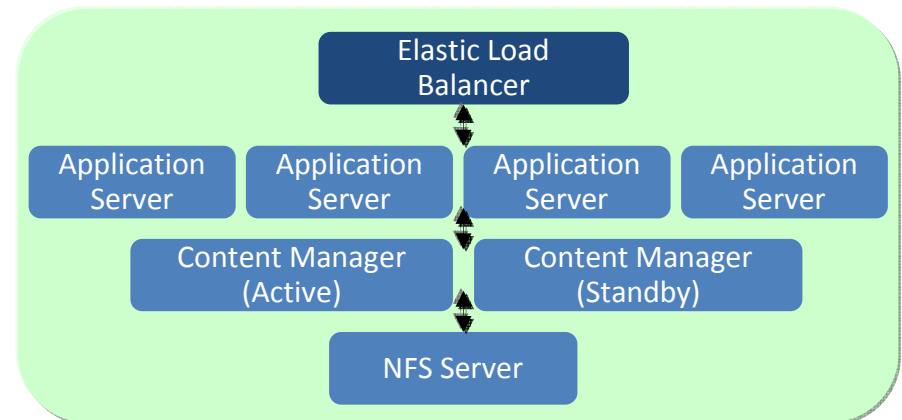 Elastic Load
Balancer
Application
Server
Application
Server
Application
Server
Application
Server
Content Manager
(Active)
Content Manager
(Standby)
NFS Server